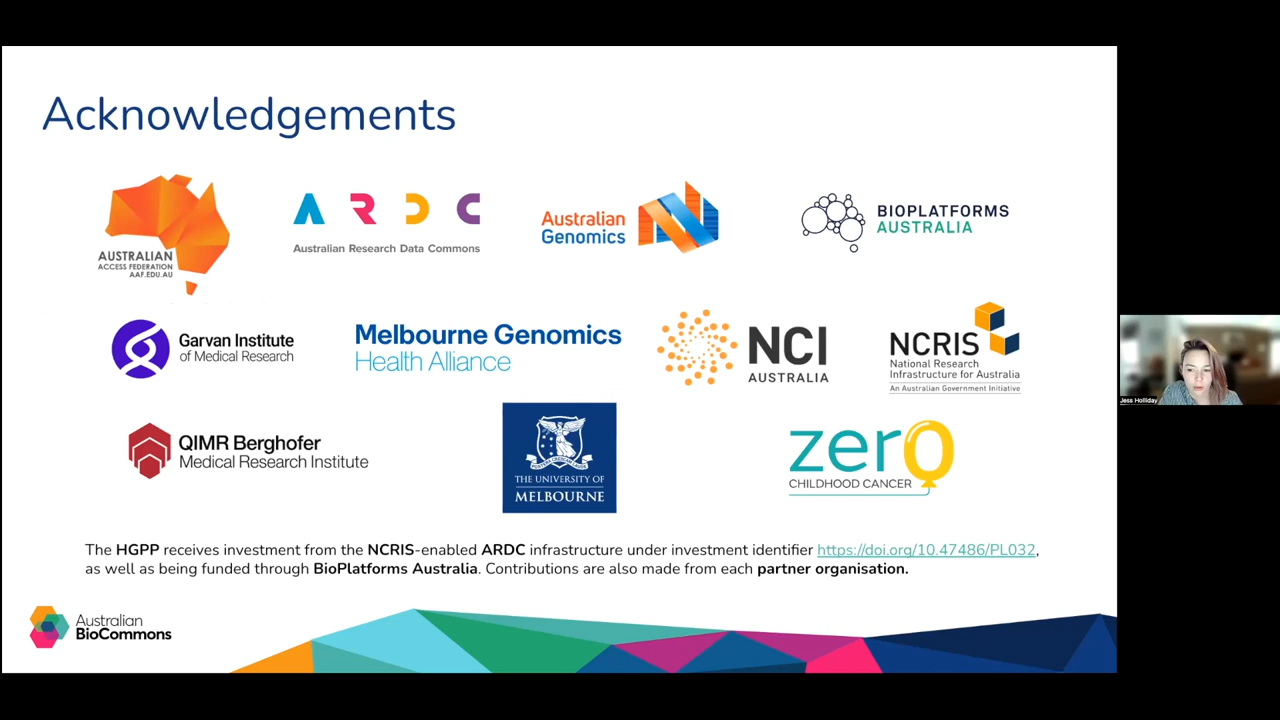 Acknowledgements
AUSTRALIAN
ACCESS FEDERATION
AAF.EDU.AU
ARDC
Australian Research Data Commons
Australian
Genomics
BIOPLATFORMS
AUSTRALIA
Garvan Institute
of Medical Research
Melbourne Genomics
Health Alliance
NCI
AUSTRALIA
NCRIS
National Research
Infrastructure for Australia
An Australian Government Initiative
QIMR Berghofer
Medical Research Institute
THE UNIVERSITY OF
MELBOURNE
zero
CHILDHOOD CANCER
The HGPP receives investment from the NCRIS-enabled ARDC infrastructure under investment identifier https://doi.org/10.47486/PL032,
as well as being funded through BioPlatforms Australia. Contributions are also made from each partner organisation.
Australian
BioCommons
Jess Holliday